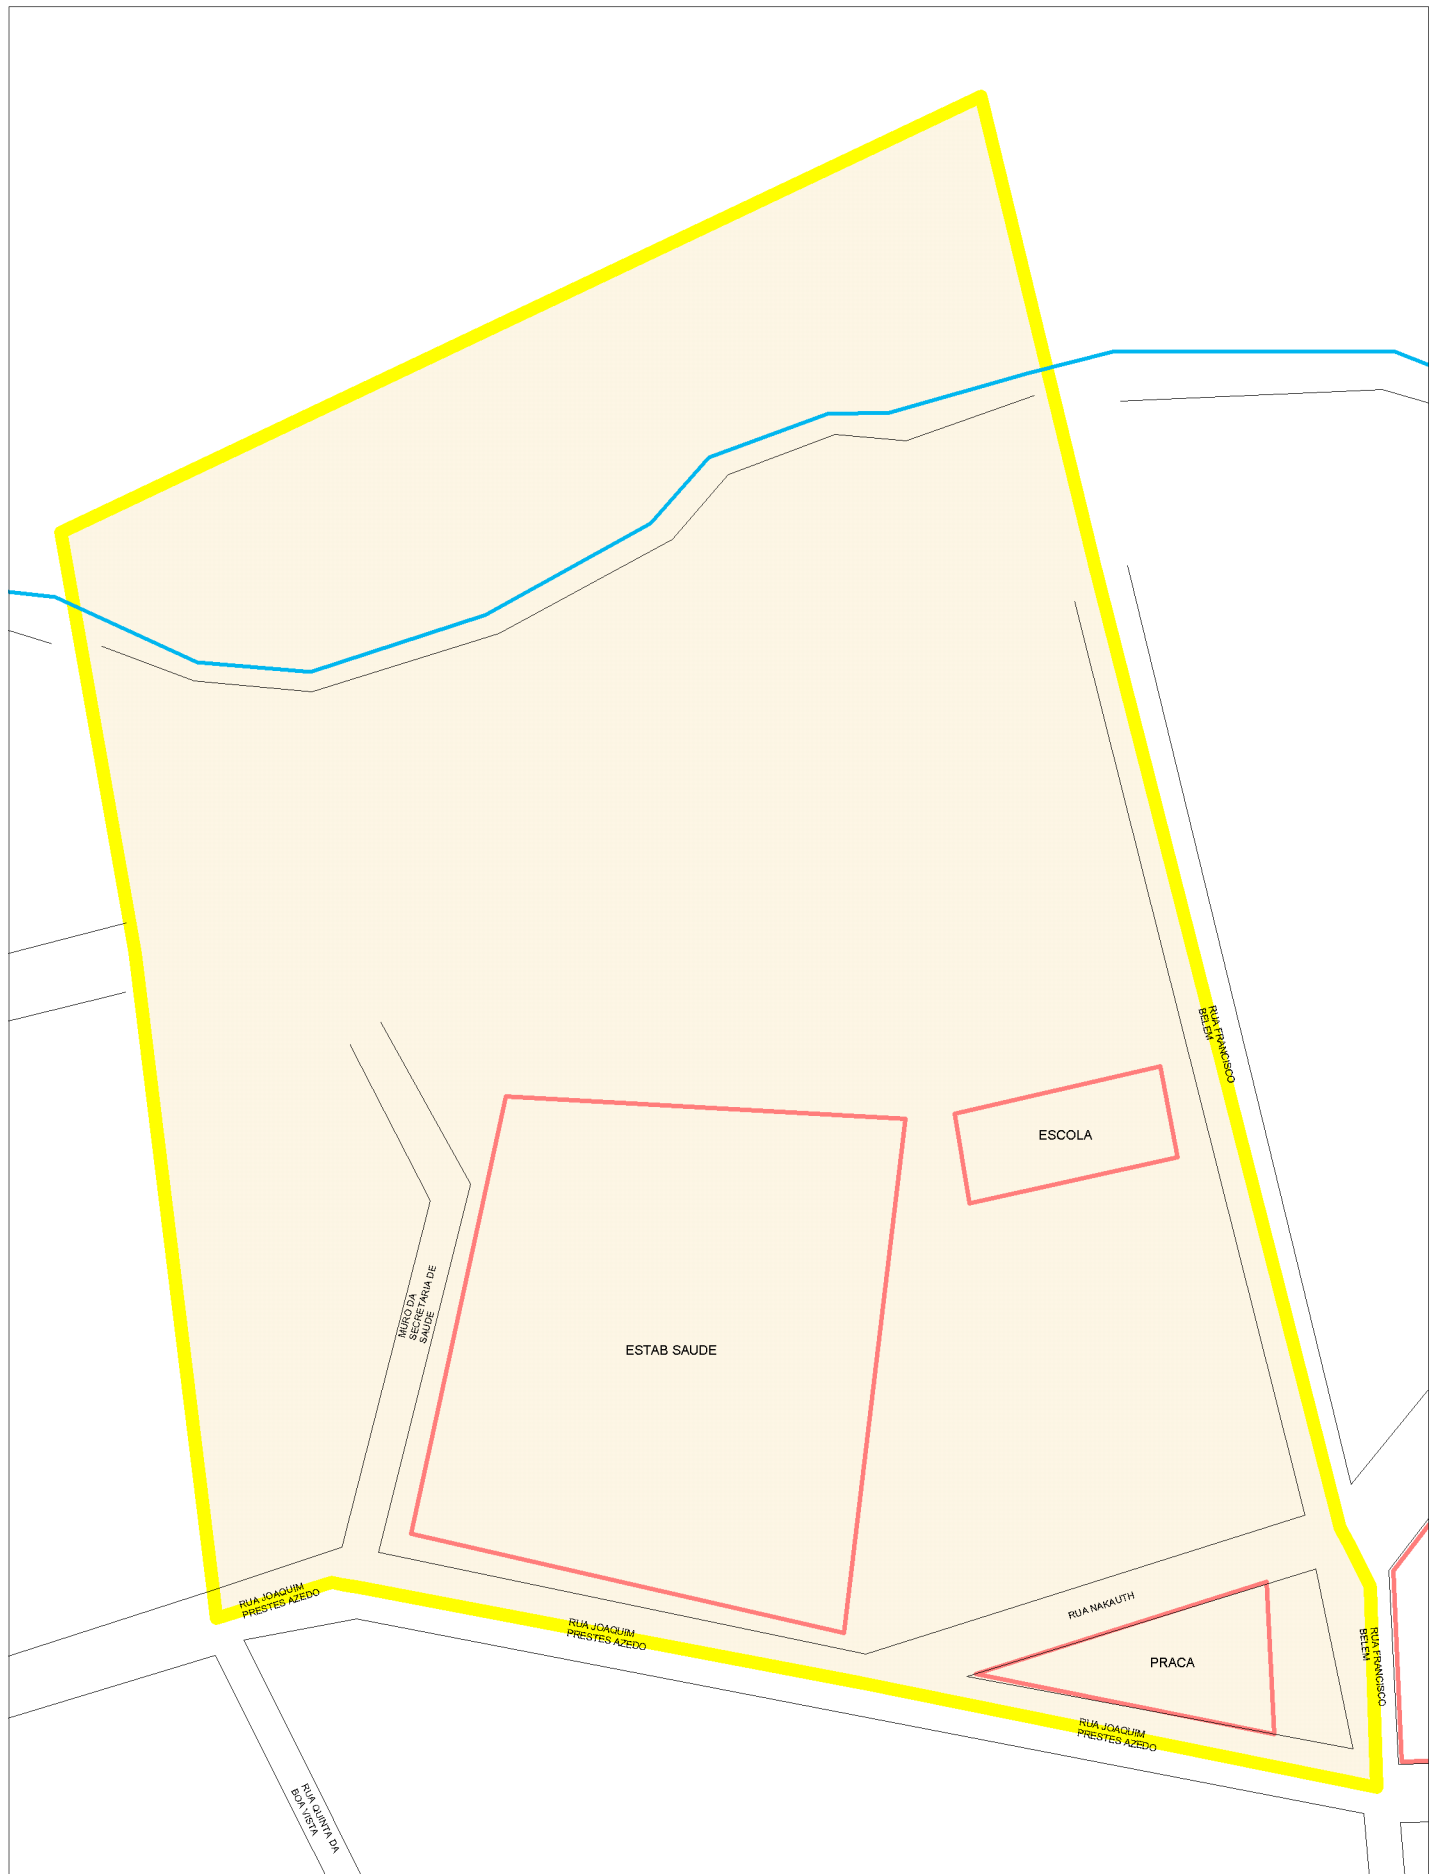 RUA FRANCISCO
BELEM
ESCOLA
MURO DA
SECRETARIA DE
SAUDE
ESTAB SAUDE
RUA JOAQUIM
PRESTES AZEDO
RUA NAKAUTH
RUA JOAQUIM
PRESTES AZEDO
RUA FRANCISCO
BELEM
PRACA
RUA JOAQUIM
PRESTES AZEDO
RUA QUINTA DA
BOA VISTA